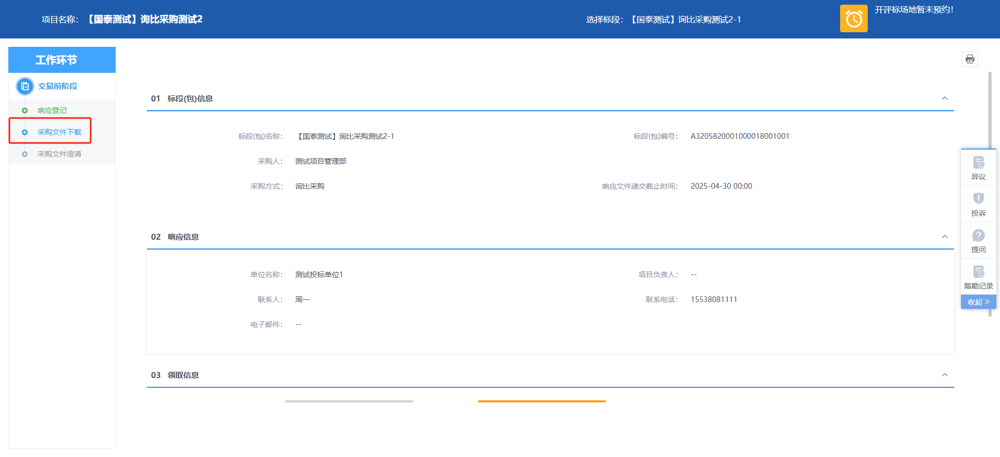 项目名称： 【国泰测试】询比采购测试2
选择标段： 【国泰测试】询比采购测试2-1
开评标场地暂未预约！
工作环节
交易前阶段
响应登记
采购文件下载
采购文件澄清
01 标段(包)信息
标段(包)名称： 【国泰测试】询比采购测试2-1
标段(包)编号： A3205820001000018001001
采购人： 测试项目管理部
采购方式： 询比采购
响应文件递交截止时间： 2025-04-30 00:00
02 响应信息
单位名称： 测试投标单位1
项目负责人： --
联系人： 周一
联系电话： 15538081111
电子邮件： --
03 领取信息
异议
投诉
提问
踏勘记录
收起